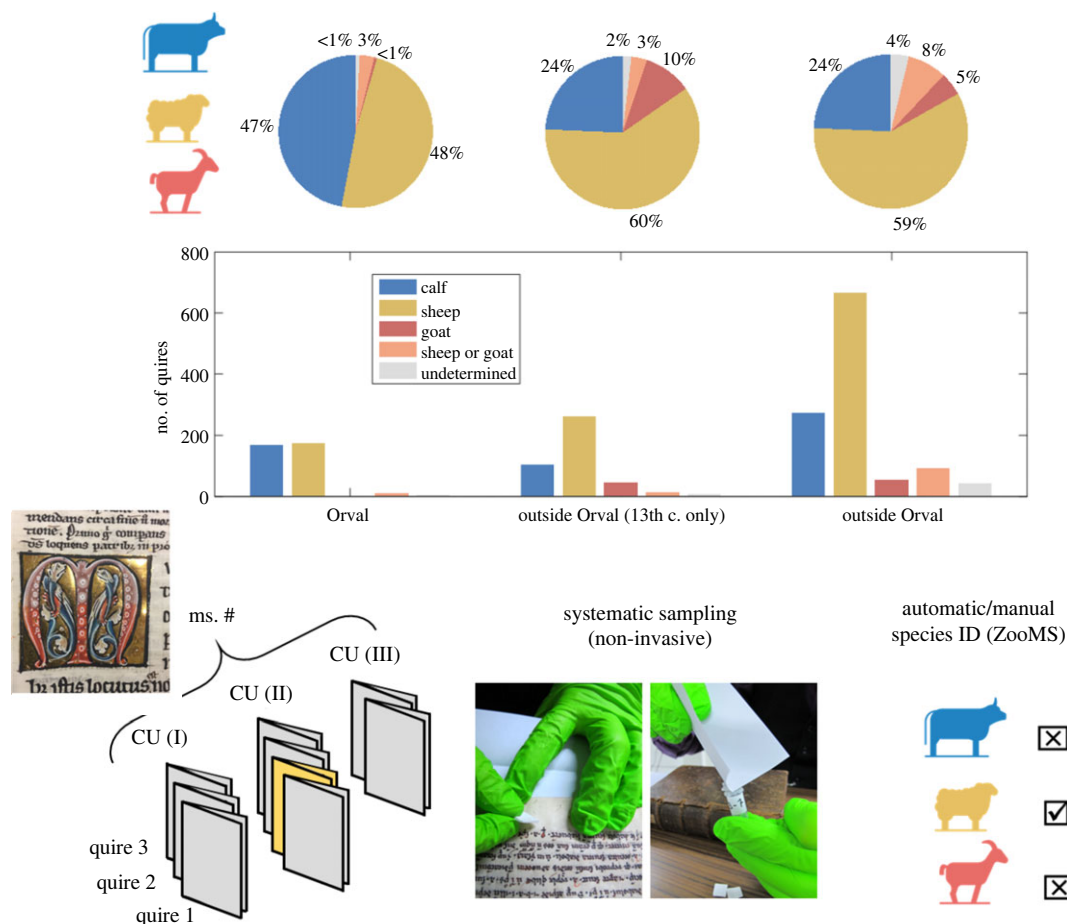 <1% 3% <1%
47%
48%
2% 3%
24% 10%
60%
4% 8%
24% 5%
59%
800
600
400
200
0
no. of quires
calf
sheep
goat
sheep or goat
undetermined
Orval
outside Orval (13th c. only)
outside Orval
ms. #
CU (III)
CU (II)
CU (I)
quire 3
quire 2
quire 1
systematic sampling
(non-invasive)
automatic/manual
species ID (ZooMS)